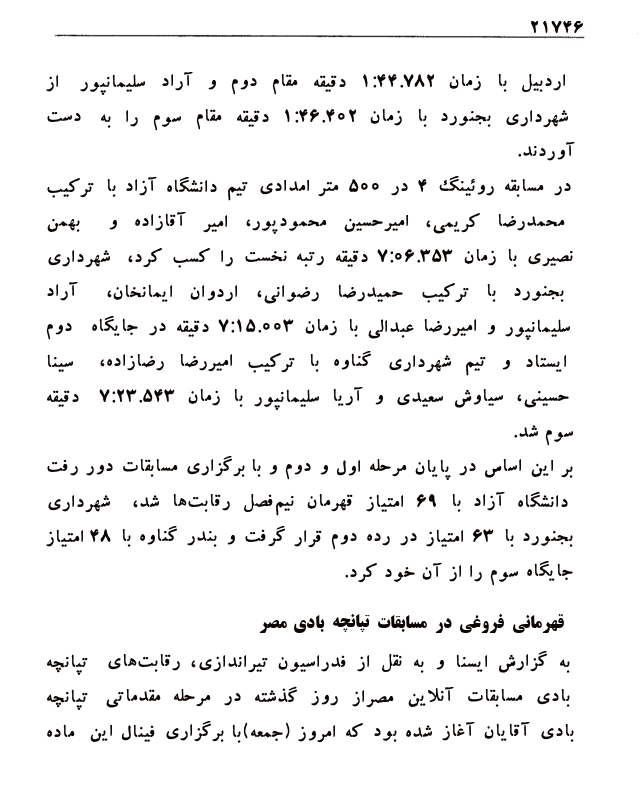 ۲۱۷۴۶
اردبیل با زمان ۱:۴۴.۷۸۲ دقیقه مقام دوم و آراد سلیمانپور از
شهرداری بجنورد با زمان ۱:۴۶.۴۰۲ دقیقه مقام سوم را به دست
آوردند.
در مسابقه روئینگ ۴ در ۵۰۰ متر امدادی تیم دانشگاه آزاد با ترکیب
محمدرضا کریمی، امیرحسین محمودپور، امیر آقازاده و بهمن
نصیری با زمان ۷:۰۶.۳۵۳ دقیقه رتبه نخست را کسب کرد، شهرداری
بجنورد با ترکیب حمیدرضا رضوانی، اردوان ایمانخان، آراد
سلیمانپور و امیررضا عبدالی با زمان ۷:۱۵.۰۰۳ دقیقه در جایگاه دوم
ایستاد و تیم شهرداری گناوه با ترکیب امیررضا رضازاده، سینا
حسینی، سیاوش سعیدی و آریا سلیمانپور با زمان ۷:۲۳.۵۴۳ دقیقه
سوم شد.
بر این اساس در پایان مرحله اول و دوم و با برگزاری مسابقات دور رفت
دانشگاه آزاد با ۶۹ امتیاز قهرمان نیم‌فصل رقابت‌ها شد، شهرداری
بجنورد با ۶۳ امتیاز در رده دوم قرار گرفت و بندر گناوه با ۴۸ امتیاز
جایگاه سوم را از آن خود کرد.
قهرمانی فروغی در مسابقات تپانچه بادی مصر
به گزارش ایسنا و به نقل از فدراسیون تیراندازی، رقابت‌های تپانچه
بادی مسابقات آنلاین مصراز روز گذشته در مرحله مقدماتی تپانچه
بادی آقایان آغاز شده بود که امروز (جمعه)با برگزاری فینال این ماده